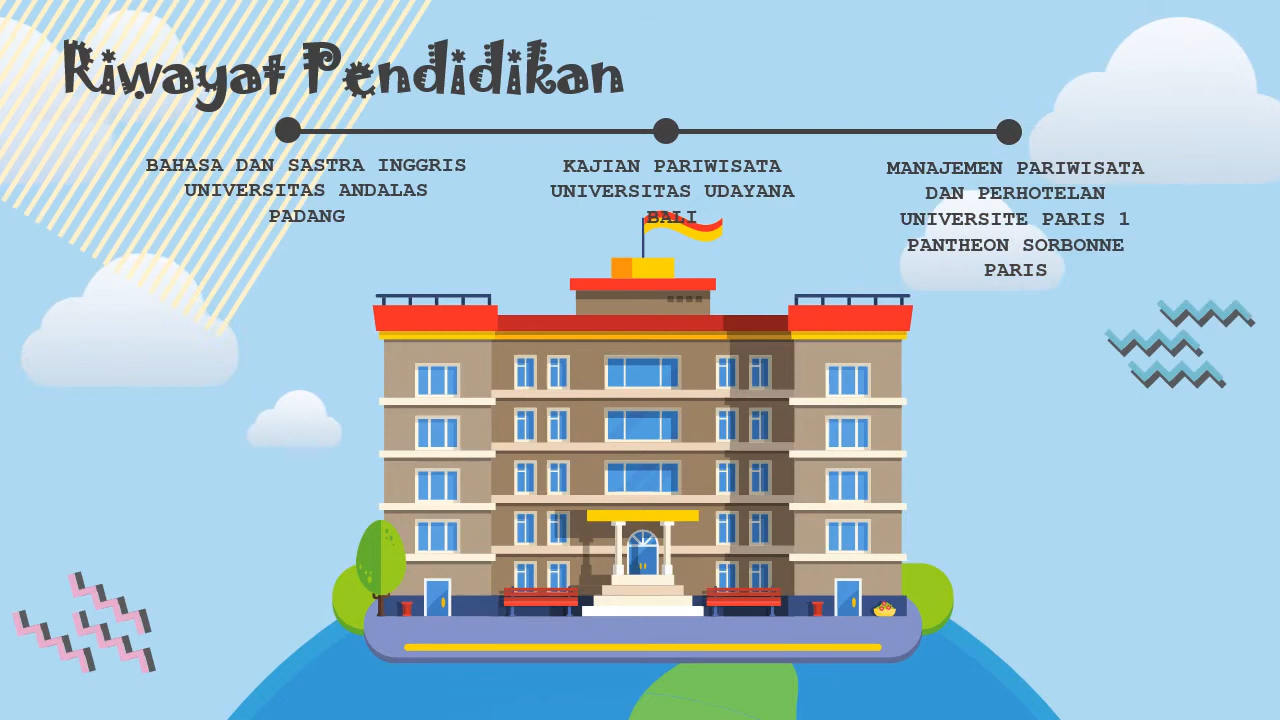 Riwayat Pendidikan
BAHASA DAN SASTRA INGGRIS
UNIVERSITAS ANDALAS
PADANG
KAJIAN PARIWISATA
UNIVERSITAS UDAYANA
BALI
MANAJEMEN PARIWISATA
DAN PERHOTELAN
UNIVERSITE PARIS 1
PANTHEON SORBONNE
PARIS